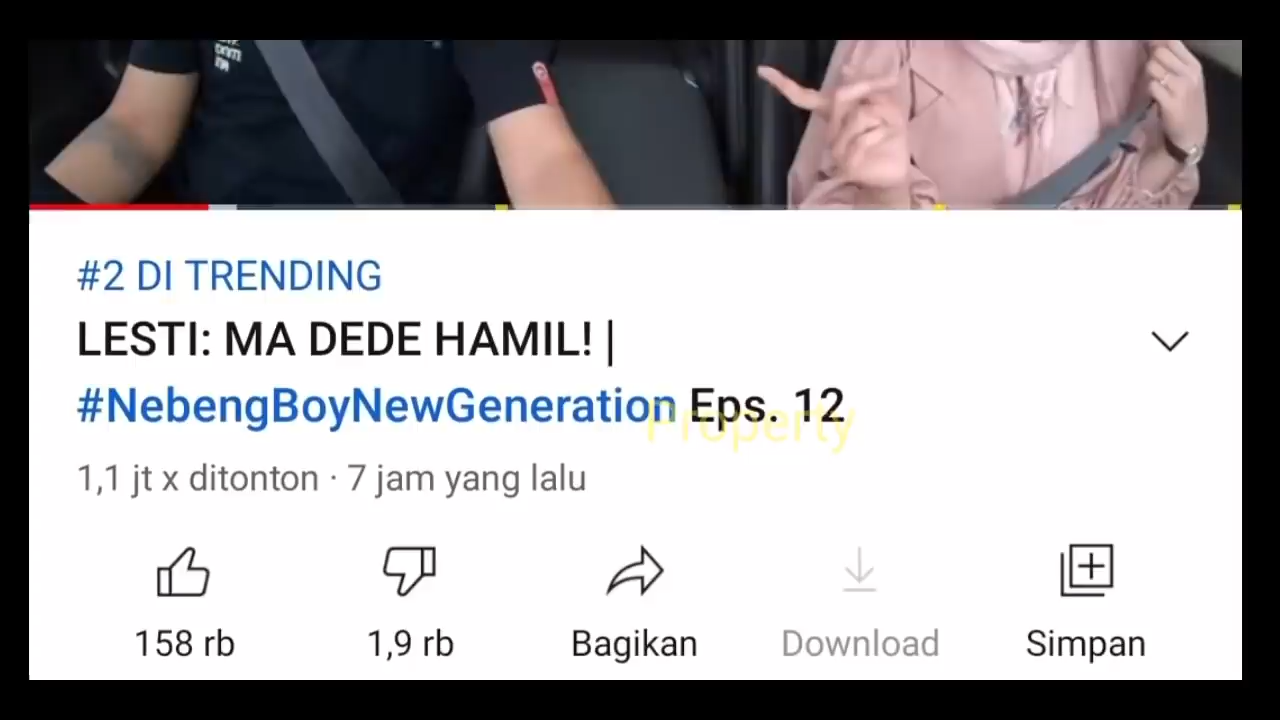 #2 DI TRENDING
LESTI: MA DEDE HAMIL! |
#NebengBoyNewGeneration Eps. 12
Property
1,1 jt x ditonton · 7 jam yang lalu
158 rb
1,9 rb
Bagikan
Download
Simpan